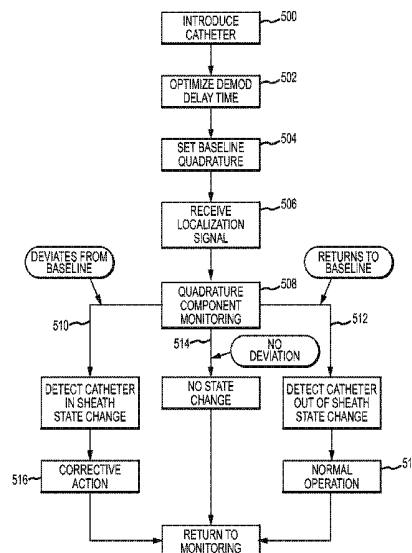 INTRODUCE
CATHETER
500
OPTIMIZE DEMOD
DELAY TIME
502
SET BASELINE
QUADRATURE
504
RECEIVE
LOCALIZATION
SIGNAL
506
DEVIATES FROM
BASELINE
RETURNS TO
BASELINE
QUADRATURE
COMPONENT
MONITORING
508
510
514
512
NO
DEVIATION
DETECT CATHETER
IN SHEATH
STATE CHANGE
NO STATE
CHANGE
DETECT CATHETER
OUT OF SHEATH
STATE CHANGE
516
CORRECTIVE
ACTION
NORMAL
OPERATION
RETURN TO
MONITORING